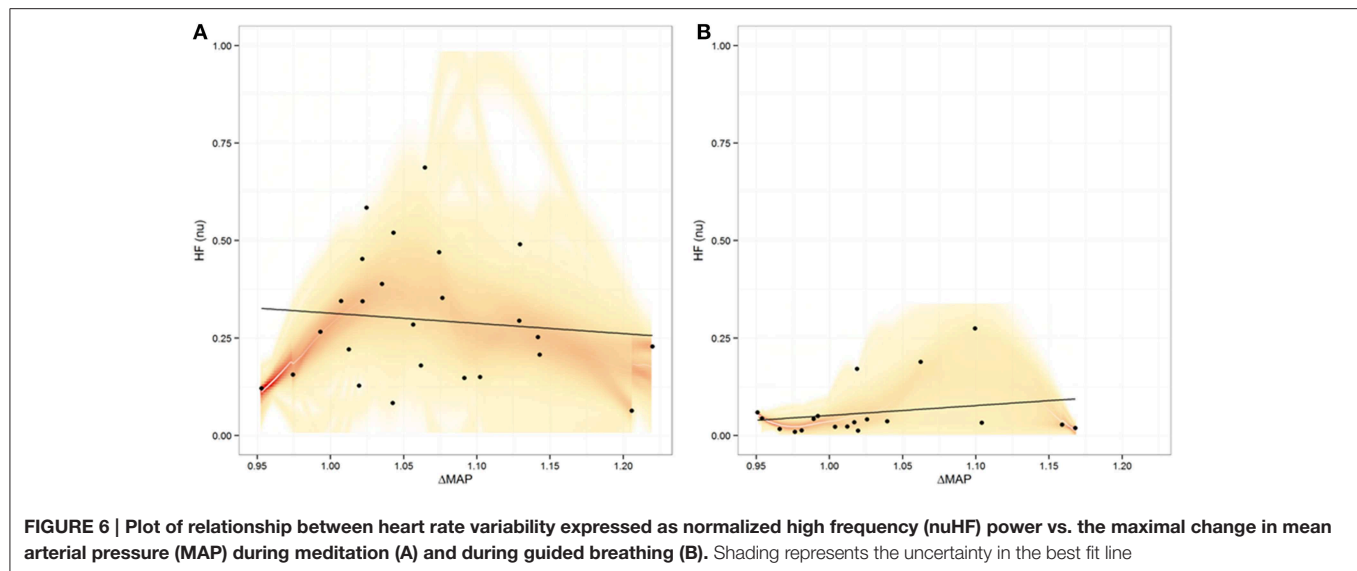 A
1.00
0.75
0.50
0.25
0.00
HF (nu)
0.95 1.00 1.05 1.10 1.15 1.20
ΔMAP
B
1.00
0.75
0.50
0.25
0.00
HF (nu)
0.95 1.00 1.05 1.10 1.15 1.20
ΔMAP
FIGURE 6 | Plot of relationship between heart rate variability expressed as normalized high frequency (nuHF) power vs. the maximal change in mean
arterial pressure (MAP) during meditation (A) and during guided breathing (B). Shading represents the uncertainty in the best fit line